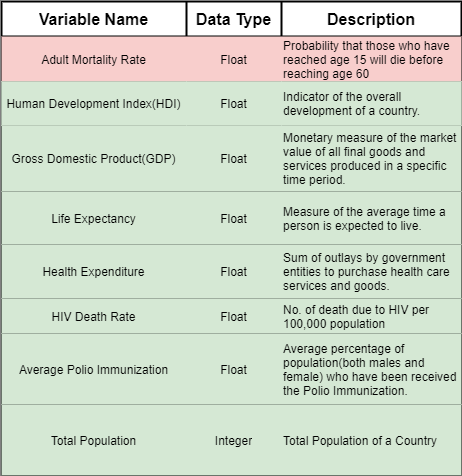 Variable Name Data Type Description
Adult Mortality Rate Float Probability that those who have
reached age 15 will die before
reaching age 60
Human Development Index(HDI) Float Indicator of the overall
development of a country.
Gross Domestic Product(GDP) Float Monetary measure of the market
value of all final goods and
services produced in a specific
time period.
Life Expectancy Float Measure of the average time a
person is expected to live.
Health Expenditure Float Sum of outlays by government
entities to purchase health care
services and goods.
HIV Death Rate Float No. of death due to HIV per
100,000 population
Average Polio Immunization Float Average percentage of
population(both males and
female) who have been received
the Polio Immunization.
Total Population Integer Total Population of a Country